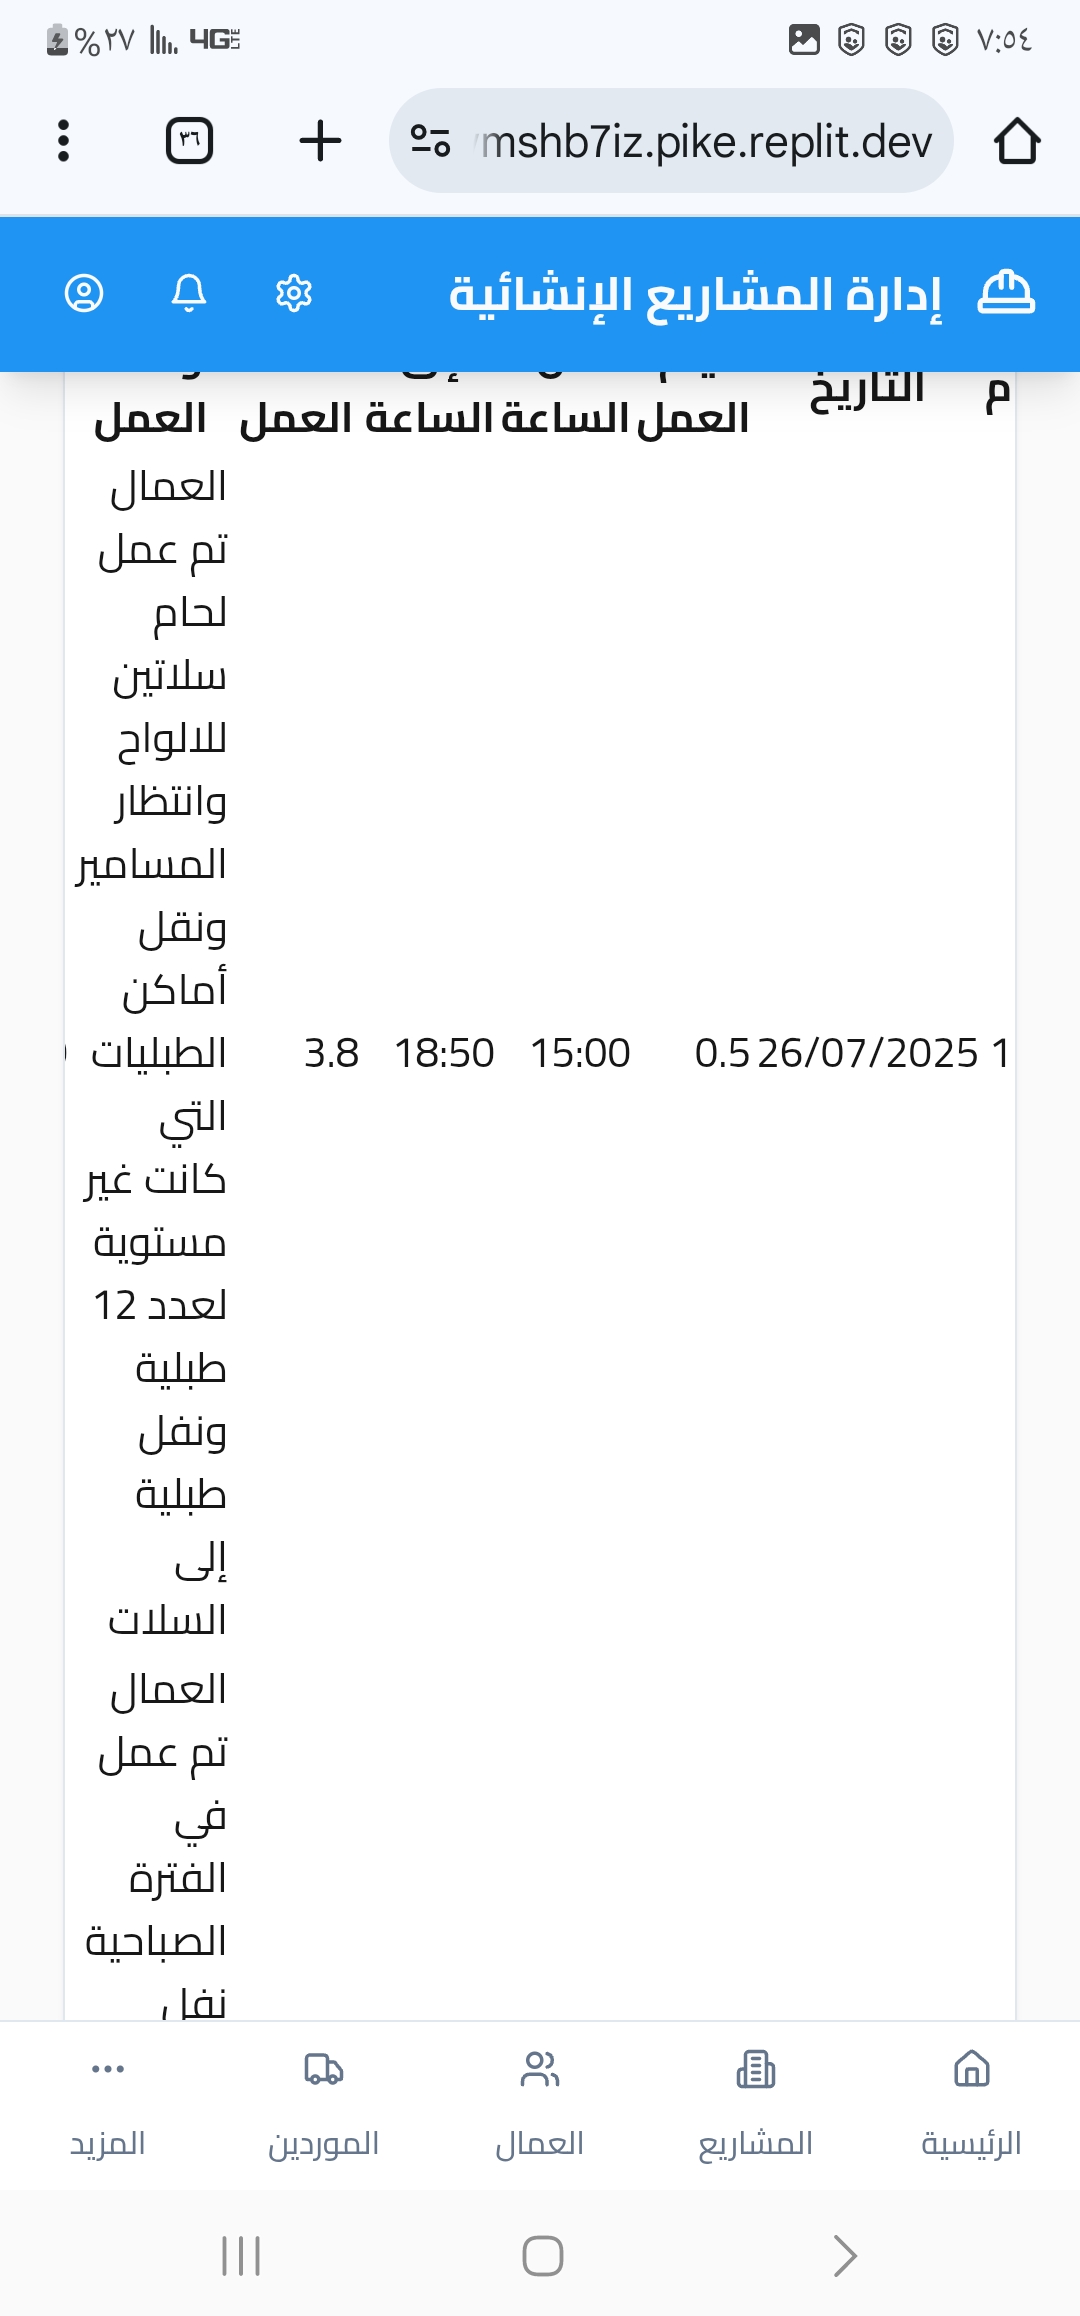 ٧:٥٤ 4G LTE %٢٧
mshb7iz.pike.replit.dev ٣٦
إدارة المشاريع الإنشائية
م التاريخ
العمل الساعة الساعة العمل العمل
العمال
تم عمل
لحام
سلاتين
للالواح
وانتظار
المسامير
ونقل
أماكن
1 26/07/2025 0.5 15:00 18:50 3.8 الطبليات
التي
كانت غير
مستوية
لعدد 12
طبلية
ونفل
طبلية
إلى
السلات
العمال
تم عمل
في
الفترة
الصباحية
نفل
الرئيسية المشاريع العمال الموردين المزيد